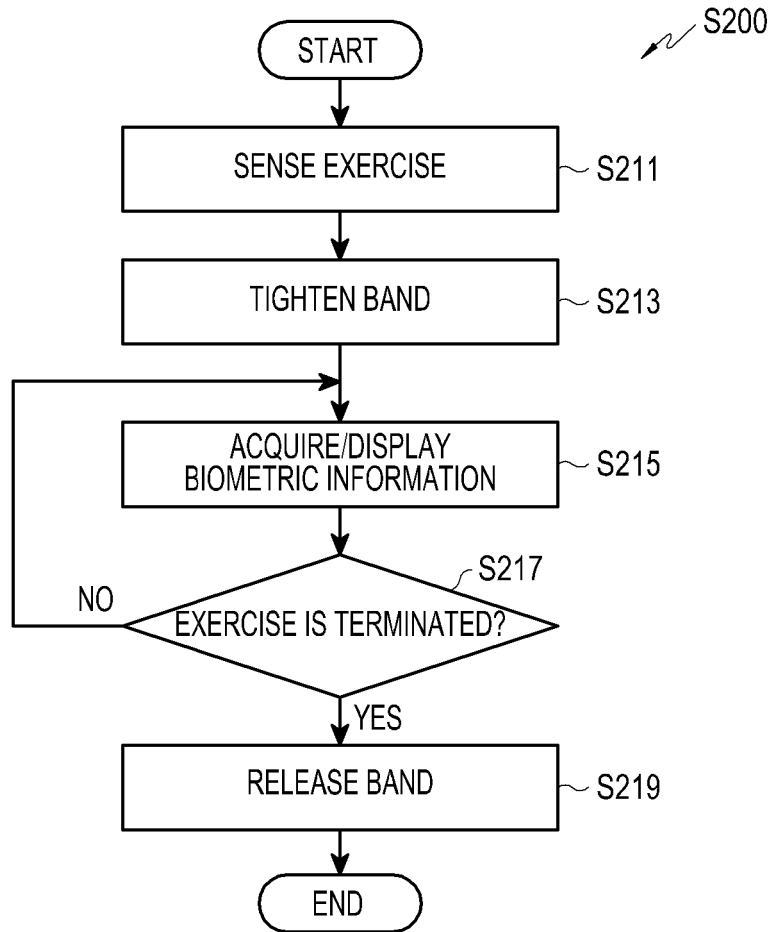 S200
START
SENSE EXERCISE
S211
TIGHTEN BAND
S213
ACQUIRE/DISPLAY
BIOMETRIC INFORMATION
S215
S217
NO
EXERCISE IS TERMINATED?
YES
RELEASE BAND
S219
END